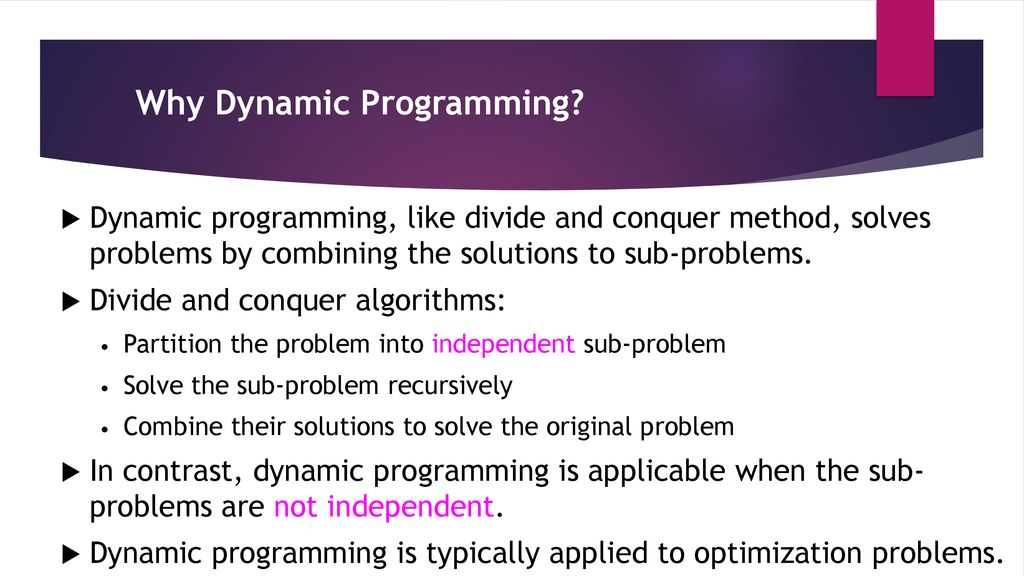 Why Dynamic Programming?
Dynamic programming, like divide and conquer method, solves
problems by combining the solutions to sub-problems.
Divide and conquer algorithms:
• Partition the problem into independent sub-problem
• Solve the sub-problem recursively
• Combine their solutions to solve the original problem
In contrast, dynamic programming is applicable when the sub-
problems are not independent.
Dynamic programming is typically applied to optimization problems.